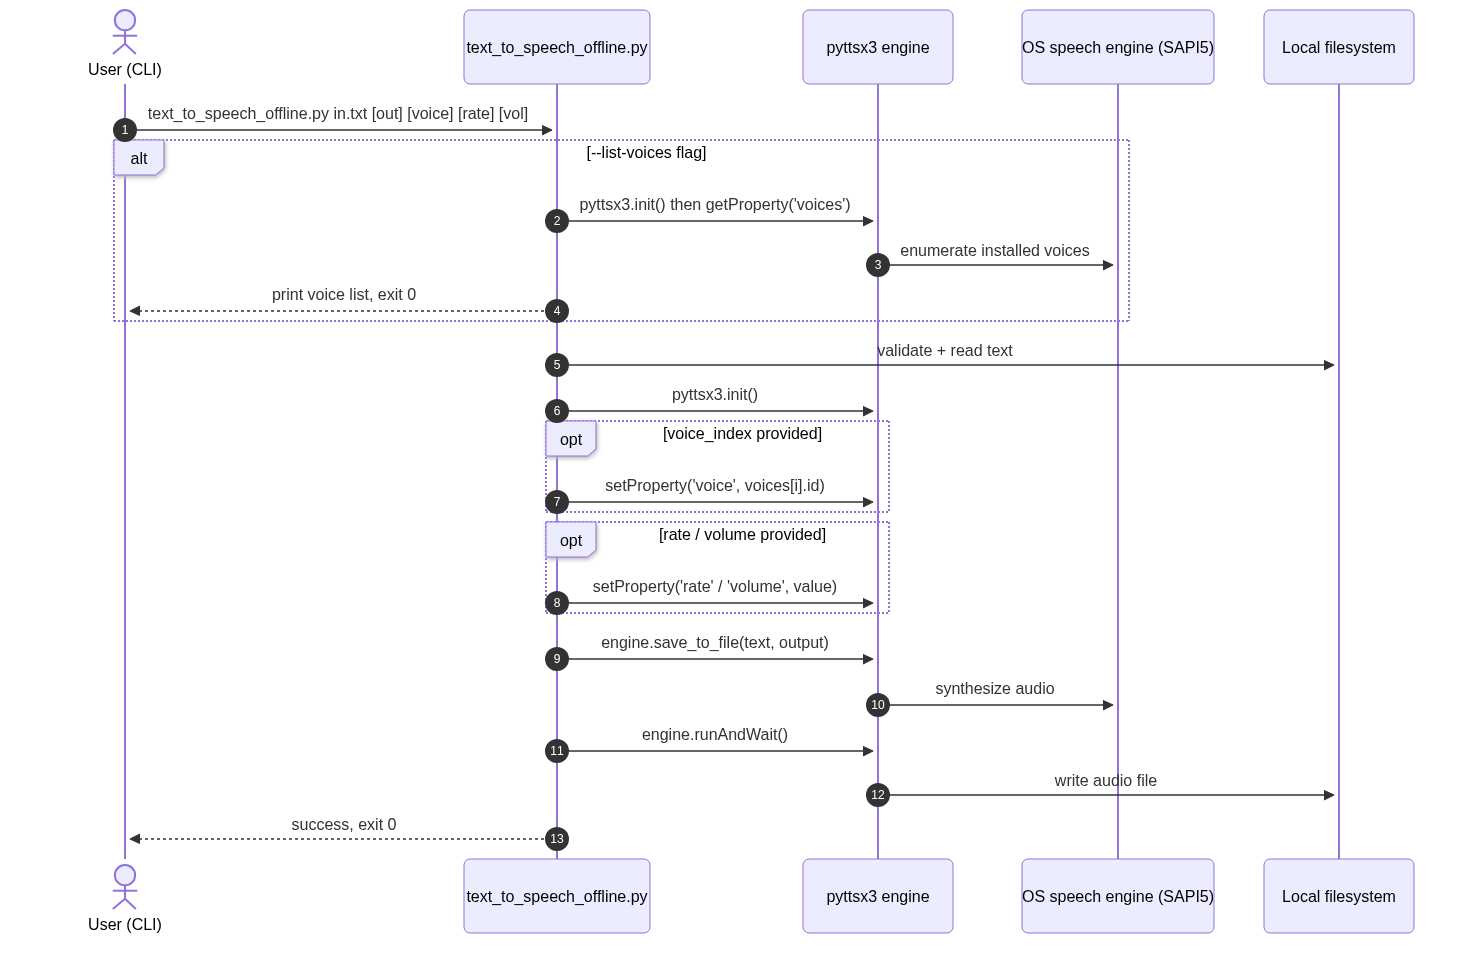 User (CLI)
text_to_speech_offline.py
pyttsx3 engine
OS speech engine (SAPI5)
Local filesystem
text_to_speech_offline.py in.txt [out] [voice] [rate] [vol]
1
alt
[--list-voices flag]
pyttsx3.init() then getProperty('voices')
2
enumerate installed voices
3
print voice list, exit 0
4
validate + read text
5
pyttsx3.init()
6
opt
[voice_index provided]
setProperty('voice', voices[i].id)
7
opt
[rate / volume provided]
setProperty('rate' / 'volume', value)
8
engine.save_to_file(text, output)
9
synthesize audio
10
engine.runAndWait()
11
write audio file
12
success, exit 0
13
User (CLI)
text_to_speech_offline.py
pyttsx3 engine
OS speech engine (SAPI5)
Local filesystem